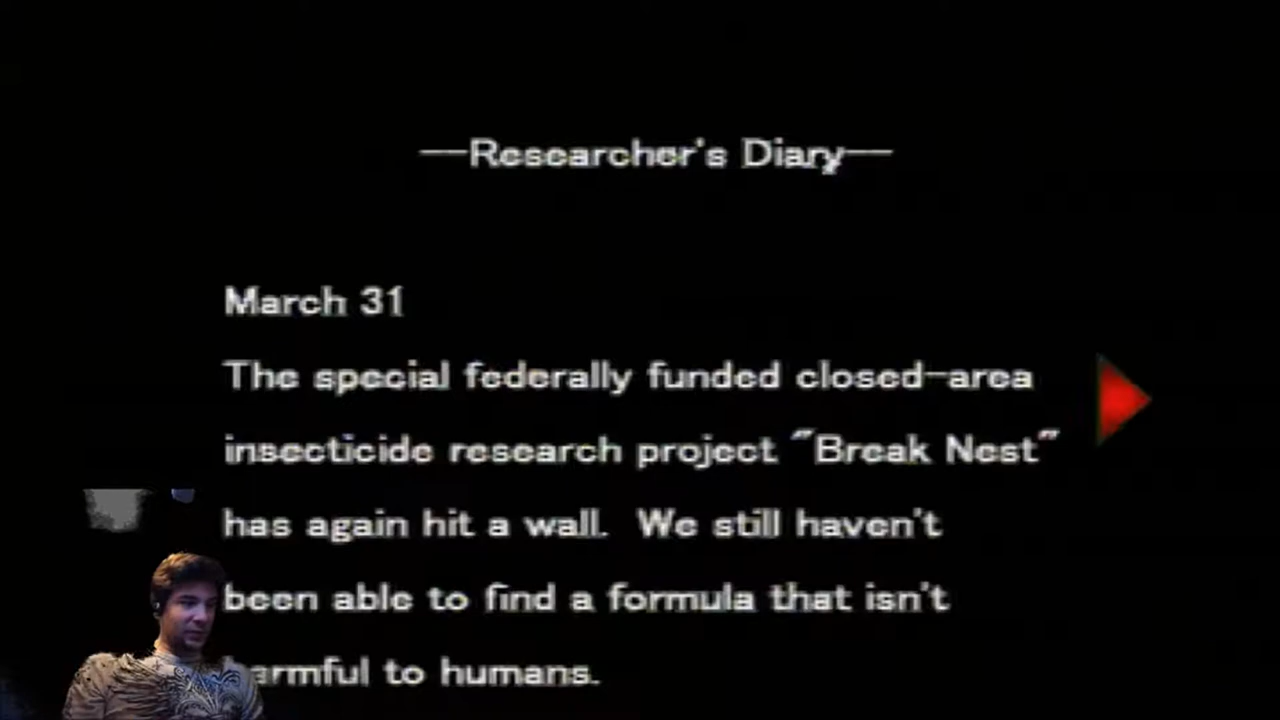 —Researcher's Diary—
March 31
The special federally funded closed-area
insecticide research project "Break Nest"
has again hit a wall. We still haven't
been able to find a formula that isn't
harmful to humans.